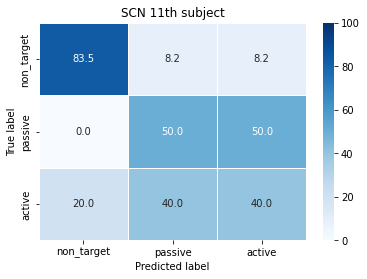 SCN 11th subject
True label
non_target
passive
active
83.5 8.2 8.2
0.0 50.0 50.0
20.0 40.0 40.0
non_target passive active
Predicted label
100
80
60
40
20
0